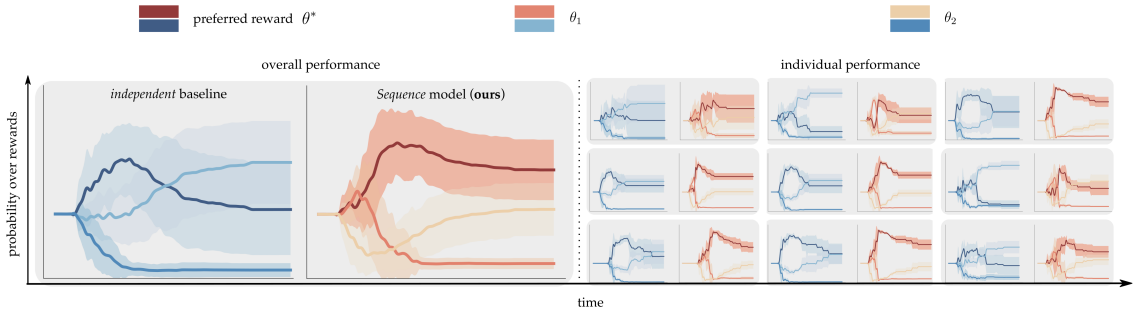 preferred reward θ*
θ₁
θ₂
overall performance
individual performance
independent baseline
Sequence model (ours)
probability over rewards
time